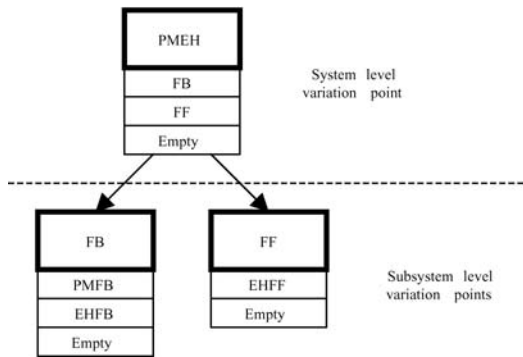 PMEH
FB
FF
Empty
System level
variation point
FB
PMFB
EHFB
Empty
FF
EHFF
Empty
Subsystem level
variation points